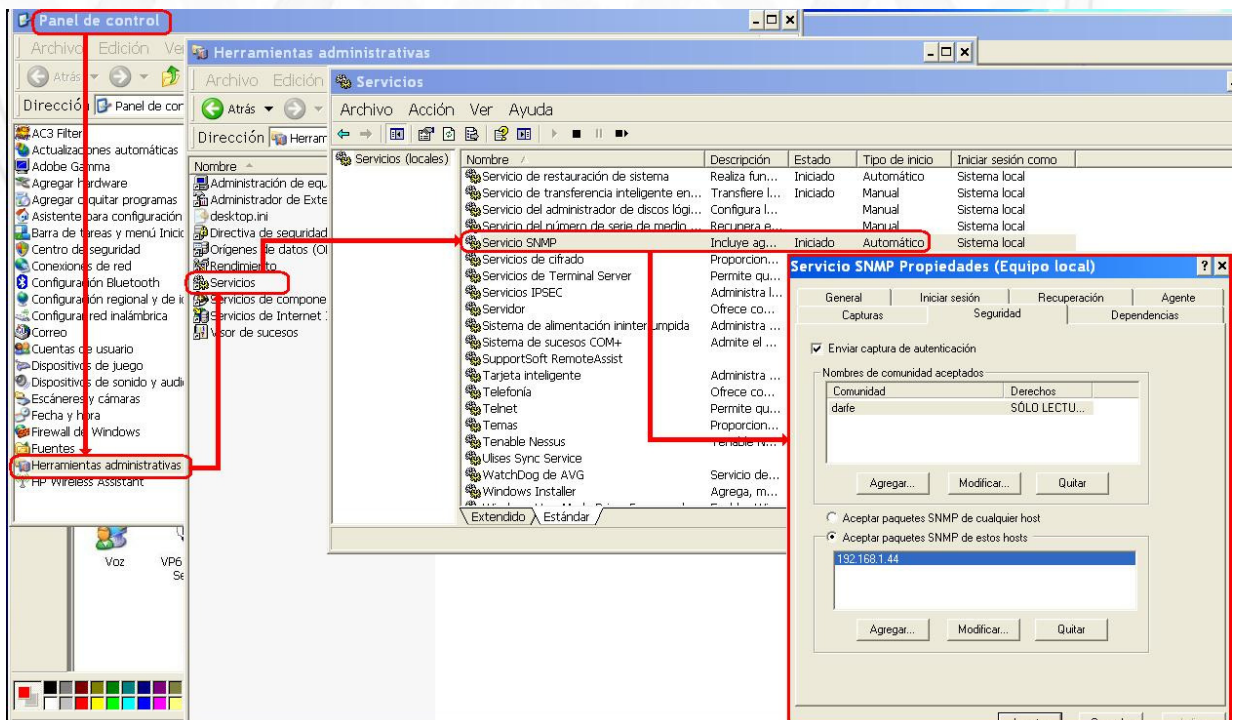 Panel de control
Archivo Edición Ve
Atrás
Dirección Panel de cor
AC3 Filter
Actualizaciones automáticas
Adobe Gamma
Agregar hardware
Agregar o quitar programas
Asistente para configuración
Barra de tareas y menú Inicio
Centro de seguridad
Conexiones de red
Configuración Bluetooth
Configuración regional y de i
Configurar red inalámbrica
Correo
Cuentas de usuario
Dispositivos de juego
Dispositivos de sonido y audi
Escáneres y cámaras
Fecha y hora
Firewall de Windows
Fuentes
Herramientas administrativas
HP Wireless Assistant
Voz
VP6
Se
Herramientas administrativas
Archivo Edición
Atrás
Dirección Herram
Nombre
Administración de equ
Administrador de Exte
desktop.ini
Directiva de seguridad
Orígenes de datos (O
Rendimiento
Servicios
Servicios de compone
Servicios de Internet
Visor de sucesos
Servicios
Archivo Acción Ver Ayuda
Servicios (locales)
Nombre Descripción Estado Tipo de inicio Iniciar sesión como
Servicio de restauración de sistema Realiza fun... Iniciado Automático Sistema local
Servicio de transferencia inteligente en... Transfiere l... Iniciado Manual Sistema local
Servicio del administrador de discos lógi... Configura l... Manual Sistema local
Servicio del número de serie de medio ... Recupera e... Manual Sistema local
Servicio SNMP Incluye ag... Iniciado Automático Sistema local
Servicios de cifrado Proporcion...
Servicios de Terminal Server Permite qu...
Servicios IPSEC Administra l...
Servidor Ofrece co...
Sistema de alimentación ininterrumpida Administra ...
Sistema de sucesos COM+ Admite el ...
SupportSoft RemoteAssist
Tarjeta inteligente Administra ...
Telefonía Ofrece co...
Telnet Permite qu...
Temas Proporcion...
Tenable Nessus Tenable N...
Ulises Sync Service
WatchDog de AVG Servicio de...
Windows Installer Agrega, m...
Extendido Estándar
Servicio SNMP Propiedades (Equipo local)
General Iniciar sesión Recuperación Agente
Capturas Seguridad Dependencias
Enviar captura de autenticación
Nombres de comunidad aceptados
Comunidad Derechos
darfe SÓLO LECTU...
Agregar... Modificar... Quitar
Aceptar paquetes SNMP de cualquier host
Aceptar paquetes SNMP de estos hosts
192.168.1.44
Agregar... Modificar... Quitar